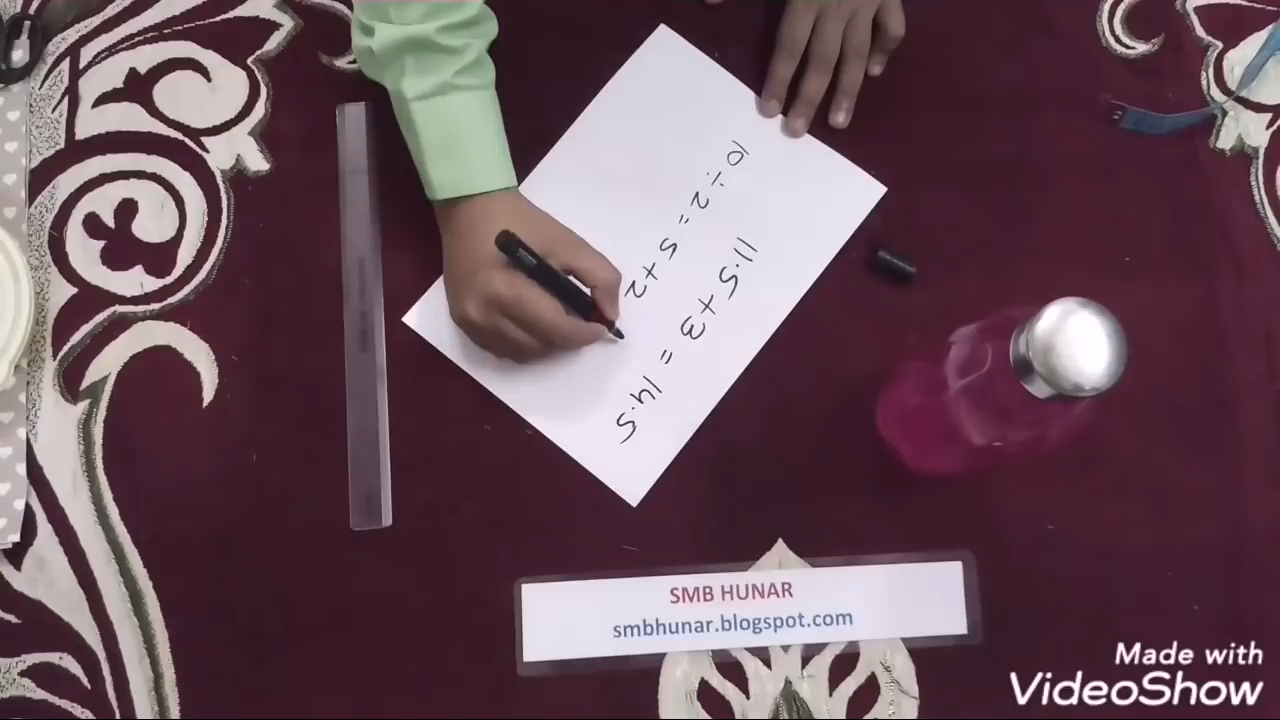 11.5 + 3 = 14.5
10 ÷ 2 = 5 + 2
SMB HUNAR
smbhunar.blogspot.com
Made with
VideoShow